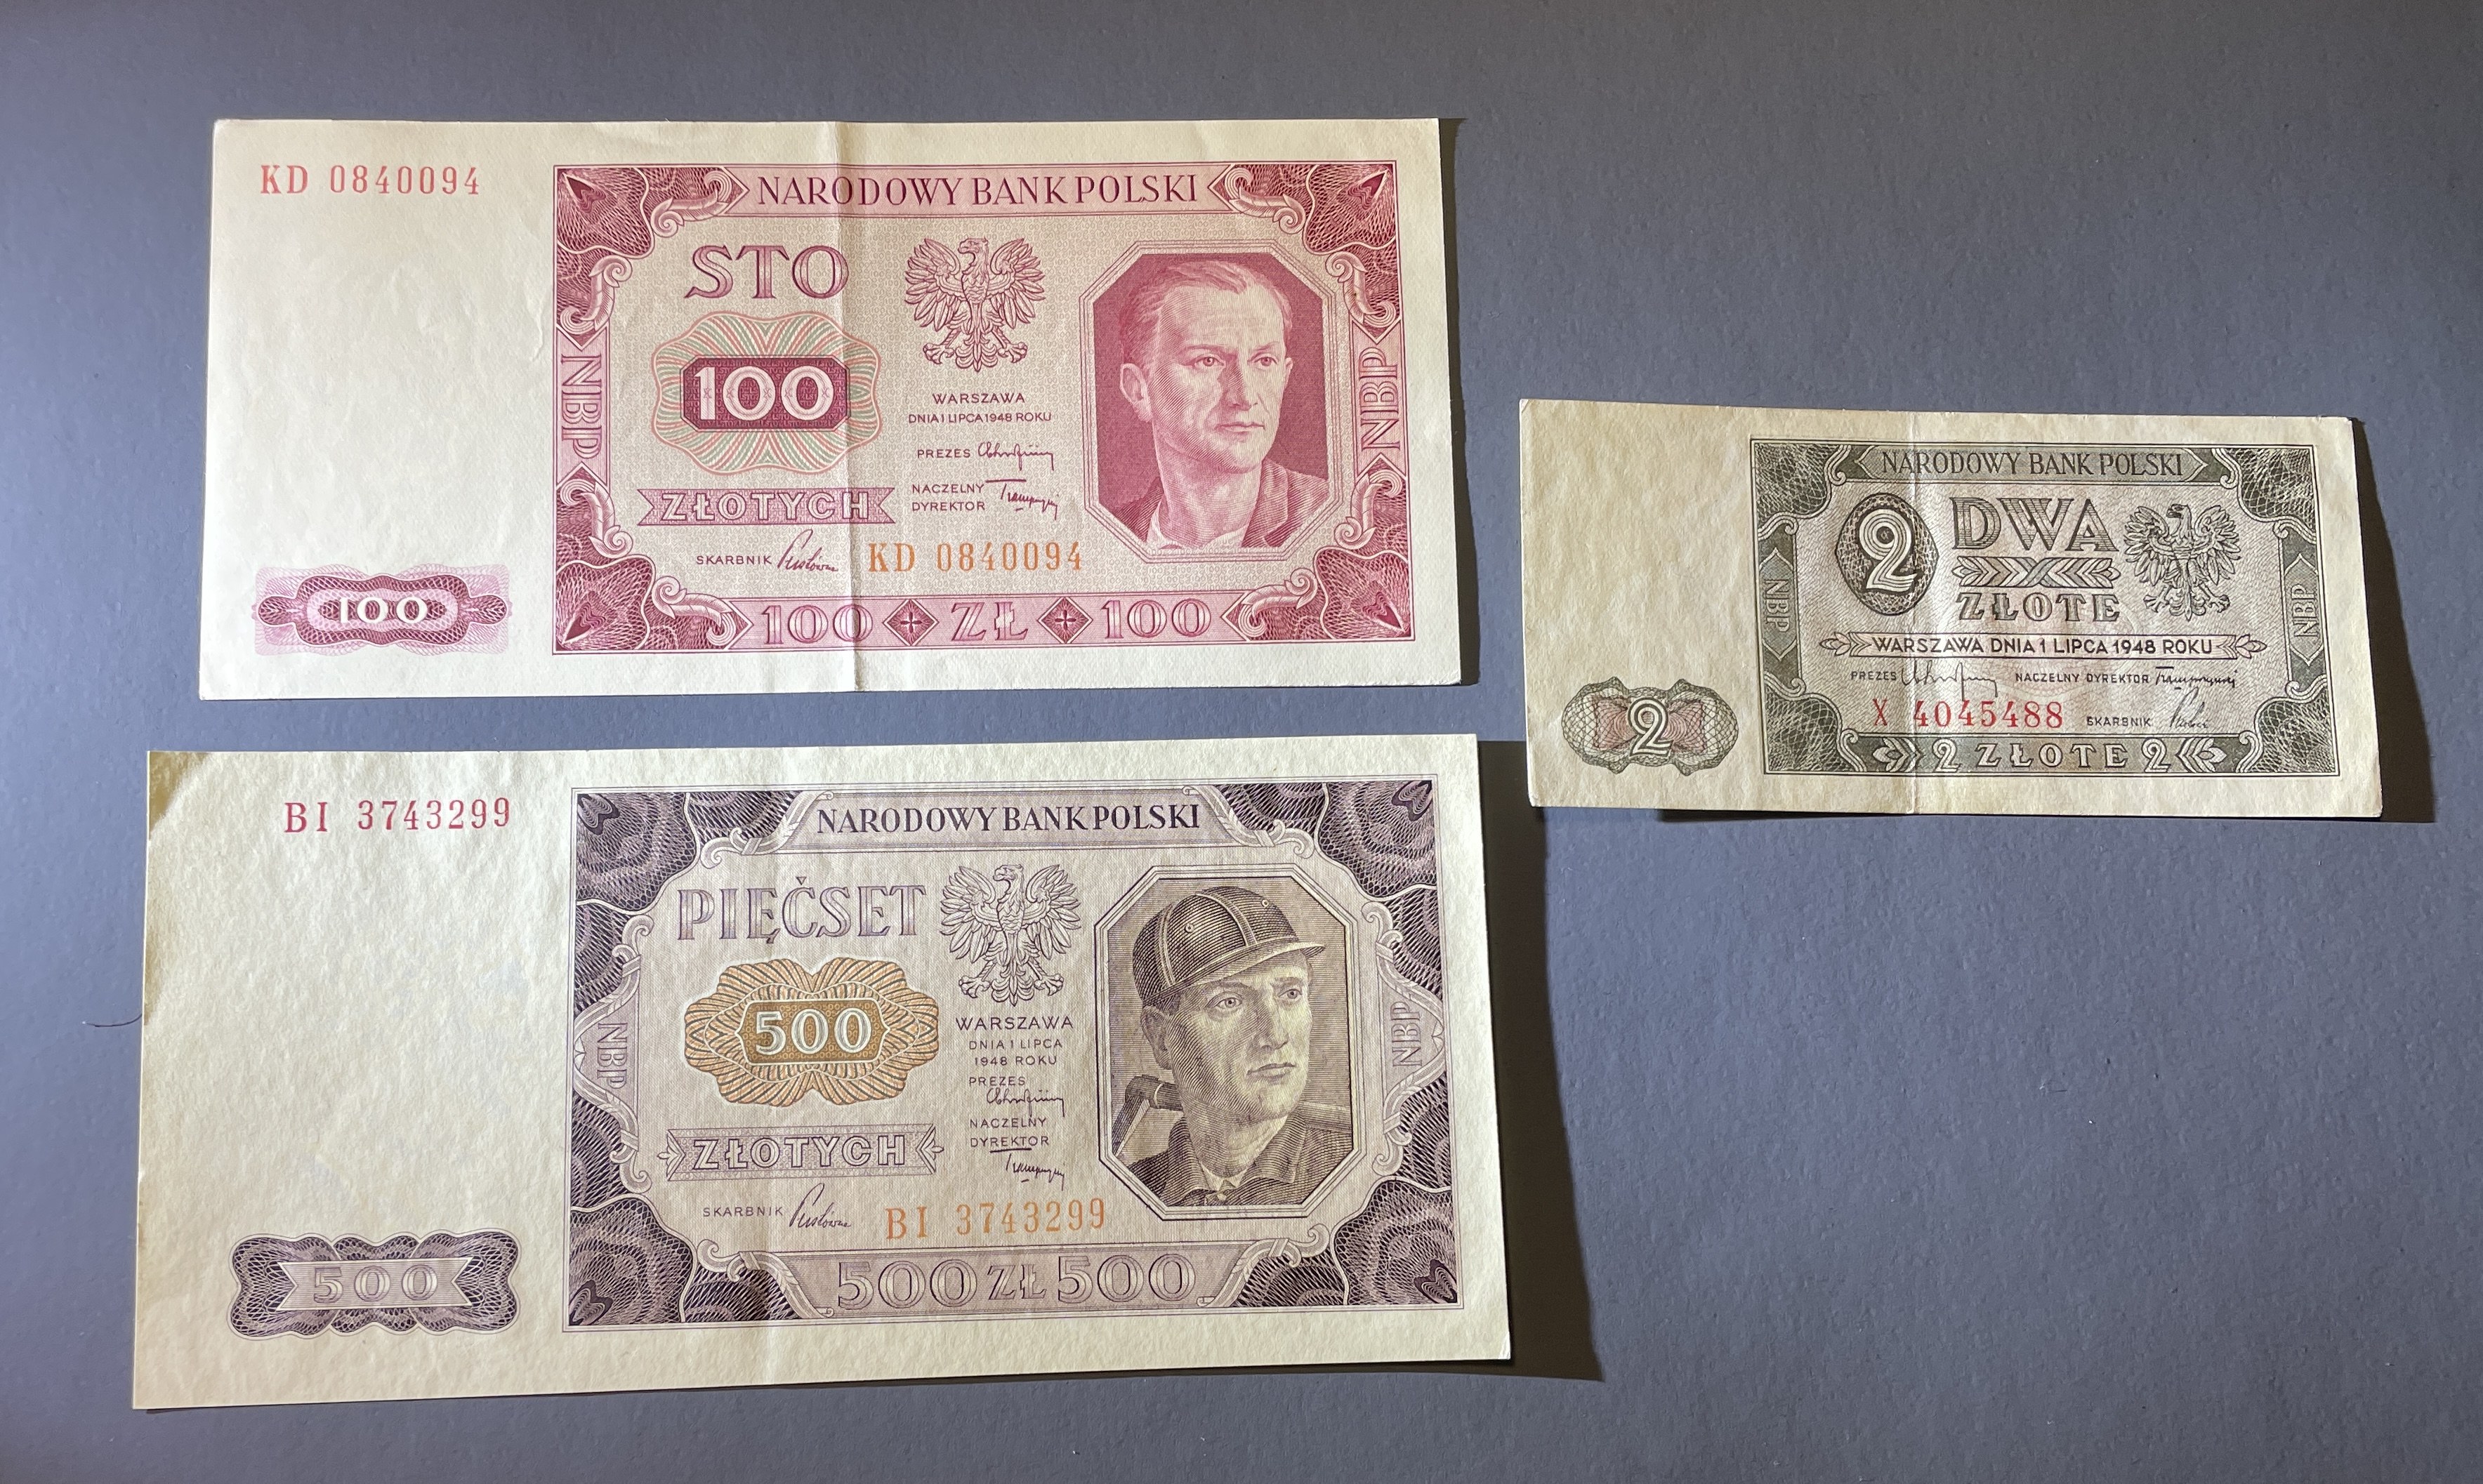 KD 0840094
NARODOWY BANK POLSKI
STO
100
ZŁOTYCH
WARSZAWA
DNIA 1 LIPCA 1948 ROKU
PREZES
NACZELNY
DYREKTOR
SKARBNIK
KD 0840094
NBP
NBP
100
100 ZŁ 100
NARODOWY BANK POLSKI
2 DWA
ZŁOTE
WARSZAWA DNIA 1 LIPCA 1948 ROKU
PREZES NACZELNY DYREKTOR
X 4045488 SKARBNIK
NBP
NBP
2
2 ZŁOTE 2
BI 3743299
NARODOWY BANK POLSKI
PIĘĆSET
500
ZŁOTYCH
WARSZAWA
DNIA 1 LIPCA
1948 ROKU
PREZES
NACZELNY
DYREKTOR
SKARBNIK
BI 3743299
NBP
NBP
500
500 ZŁ 500